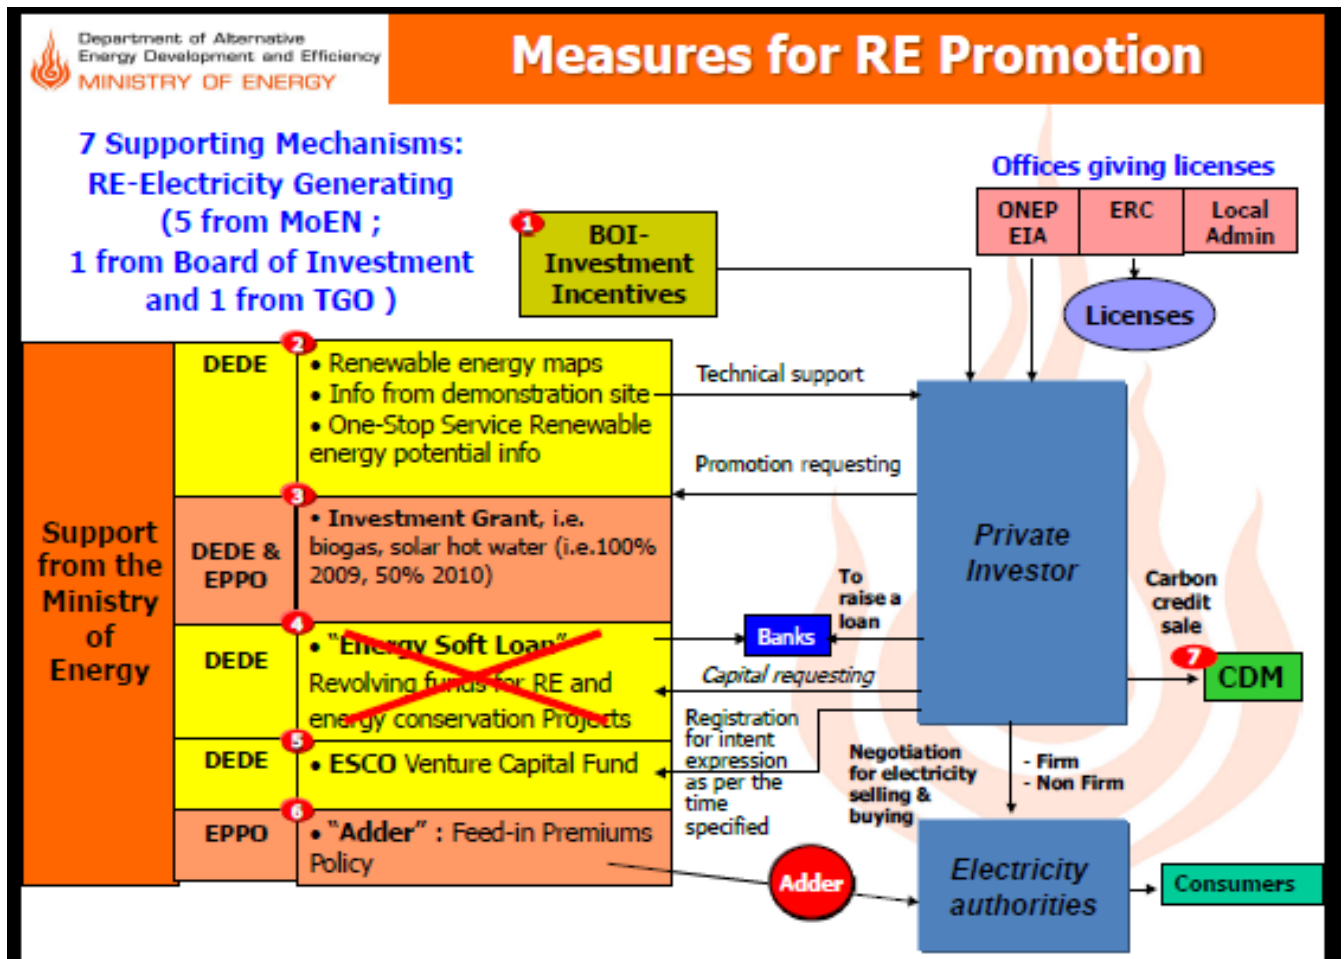 Department of Alternative
Energy Development and Efficiency
MINISTRY OF ENERGY
Measures for RE Promotion
7 Supporting Mechanisms:
RE-Electricity Generating
(5 from MoEN ;
1 from Board of Investment
and 1 from TGO )
1
BOI-
Investment
Incentives
Offices giving licenses
ONEP
EIA
ERC
Local
Admin
Licenses
Support
from the
Ministry
of
Energy
DEDE
2
• Renewable energy maps
• Info from demonstration site
• One-Stop Service Renewable
energy potential info
Technical support
Promotion requesting
DEDE &
EPPO
3
• Investment Grant, i.e.
biogas, solar hot water (i.e.100%
2009, 50% 2010)
DEDE
4
• "Energy Soft Loan"
Revolving funds for RE and
energy conservation Projects
Banks
To
raise a
loan
Capital requesting
DEDE
5
• ESCO Venture Capital Fund
Registration
for intent
expression
as per the
time
specified
EPPO
6
• "Adder" : Feed-in Premiums
Policy
Adder
Private
Investor
Carbon
credit
sale
7
CDM
Negotiation
for electricity
selling &
buying
- Firm
- Non Firm
Electricity
authorities
Consumers